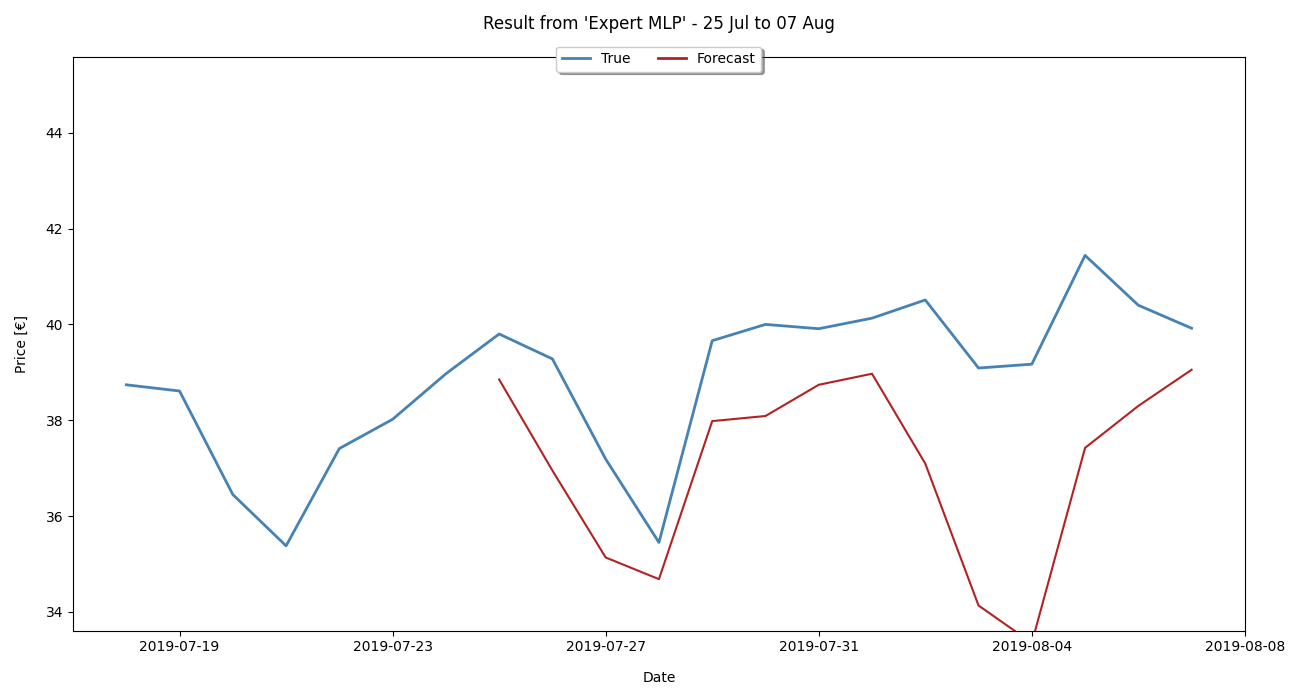 Result from 'Expert MLP' - 25 Jul to 07 Aug
True Forecast
44
42
40
38
36
34
Price [€]
2019-07-19 2019-07-23 2019-07-27 2019-07-31 2019-08-04 2019-08-08
Date